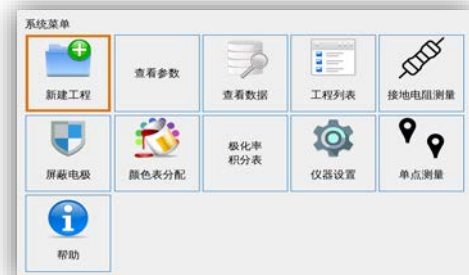 系统菜单
新建工程
查看参数
查看数据
工程列表
接地电阻测量
屏蔽电极
颜色表分配
极化率
积分表
仪器设置
单点测量
帮助